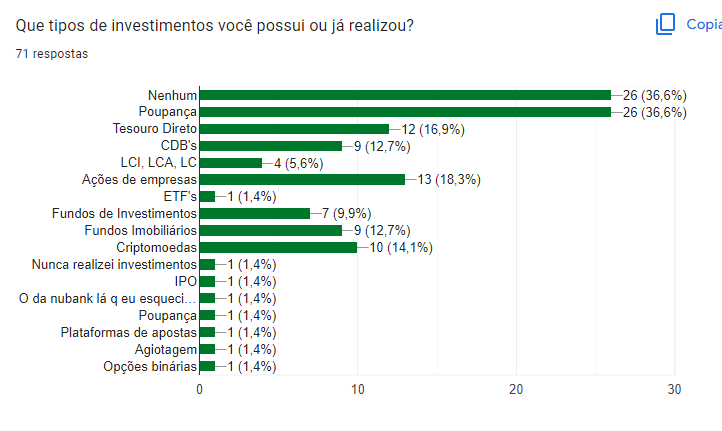 Que tipos de investimentos você possui ou já realizou?
Copia
71 respostas
Nenhum 26 (36,6%)
Poupança 26 (36,6%)
Tesouro Direto 12 (16,9%)
CDB's 9 (12,7%)
LCI, LCA, LC 4 (5,6%)
Ações de empresas 13 (18,3%)
ETF's 1 (1,4%)
Fundos de Investimentos 7 (9,9%)
Fundos Imobiliários 9 (12,7%)
Criptomoedas 10 (14,1%)
Nunca realizei investimentos 1 (1,4%)
IPO 1 (1,4%)
O da nubank lá q eu esqueci... 1 (1,4%)
Poupança 1 (1,4%)
Plataformas de apostas 1 (1,4%)
Agiotagem 1 (1,4%)
Opções binárias 1 (1,4%)
0 10 20 30